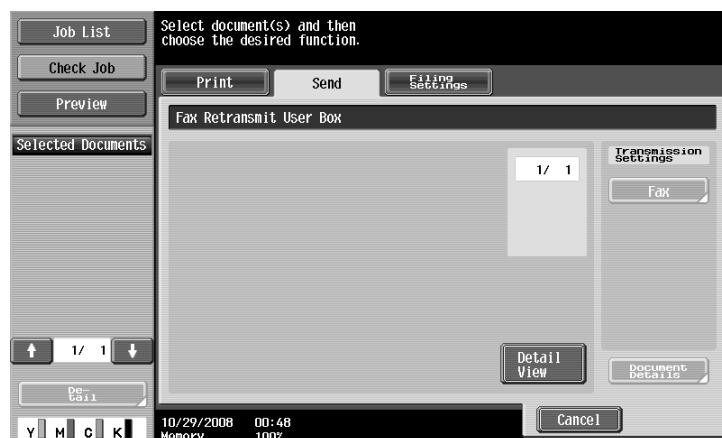 Job List
Select document(s) and then
choose the desired function.
Check Job
Print
Send
Filing
Settings
Preview
Fax Retransmit User Box
Selected Documents
1/ 1
Transmission
Settings
Fax
1/ 1
Detail
View
Document
Details
De-
tail
Cancel
10/29/2008 00:48
Memory 100%
Y M C K